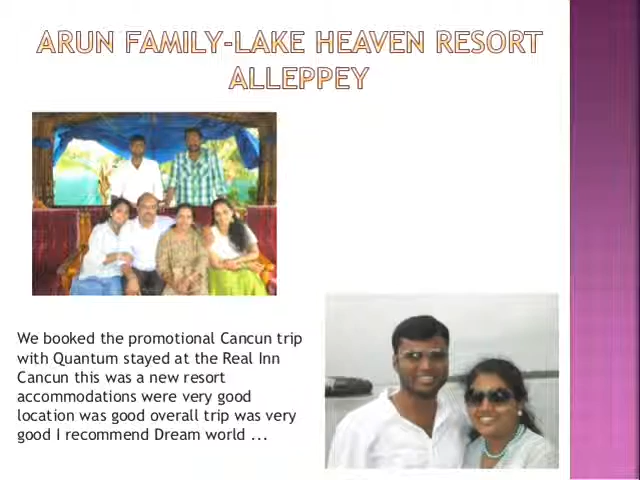 ARUN FAMILY-LAKE HEAVEN RESORT
ALLEPPEY
We booked the promotional Cancun trip
with Quantum stayed at the Real Inn
Cancun this was a new resort
accommodations were very good
location was good overall trip was very
good I recommend Dream world ...